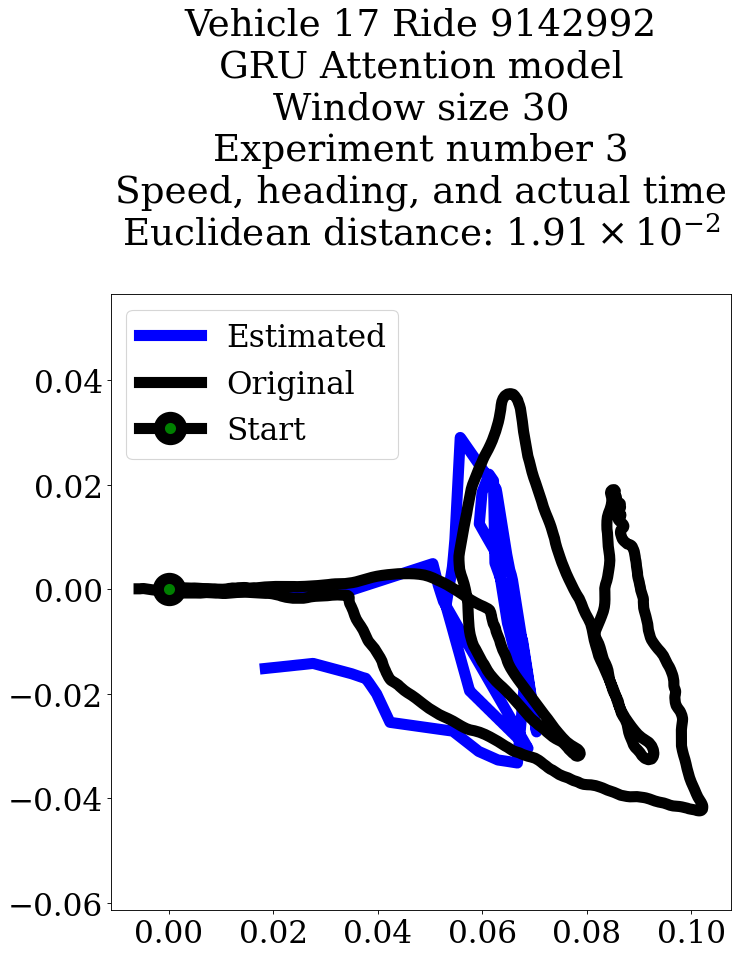 Vehicle 17 Ride 9142992
GRU Attention model
Window size 30
Experiment number 3
Speed, heading, and actual time
Euclidean distance: 1.91 × 10⁻²
Estimated
Original
Start
0.04
0.02
0.00
−0.02
−0.04
−0.06
0.00 0.02 0.04 0.06 0.08 0.10